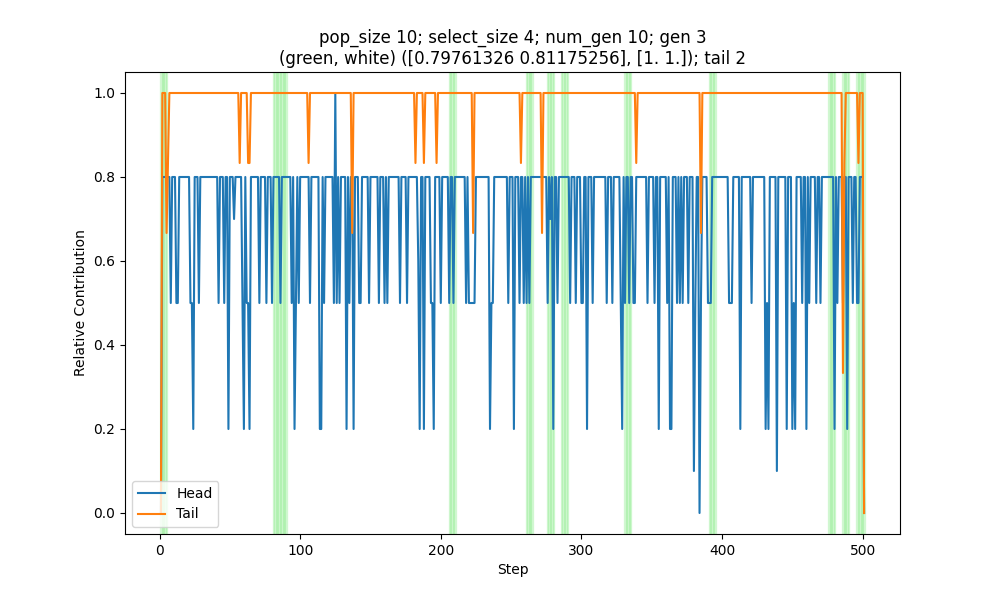 pop_size 10; select_size 4; num_gen 10; gen 3
(green, white) ([0.79761326 0.81175256], [1. 1.]); tail 2
1.0
0.8
0.6
0.4
0.2
0.0
Relative Contribution
Head
Tail
0
100
200
300
400
500
Step